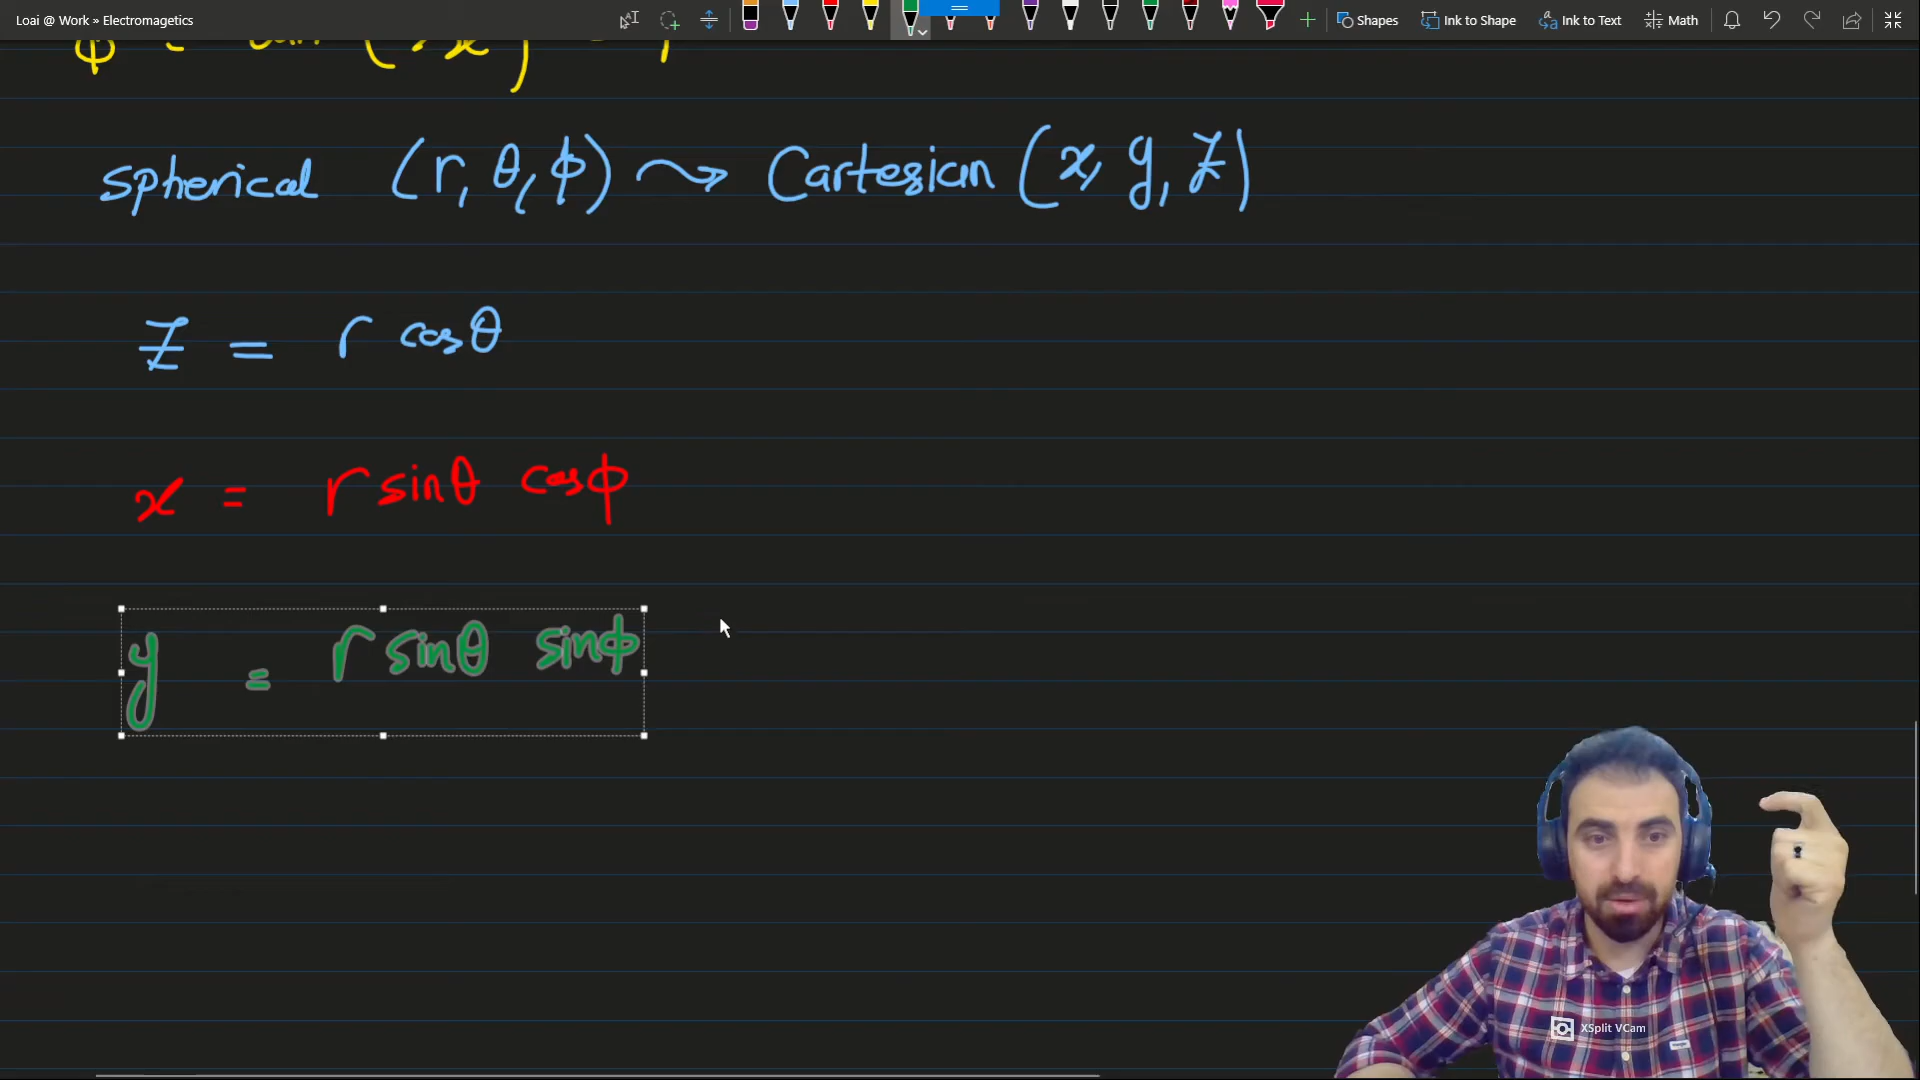 Loai @ Work » Electromagetics
Shapes Ink to Shape Ink to Text Math
spherical (r, θ, φ) ⇝ Cartesian (x, y, z)
z = r cosθ
x = r sinθ cosφ
y = r sinθ sinφ
XSplit VCam